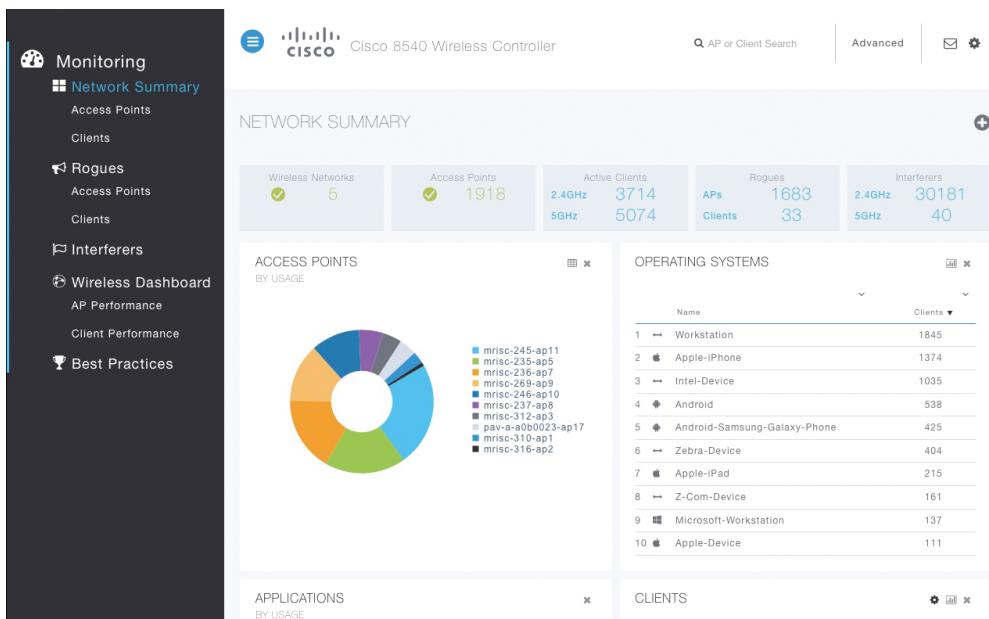 Monitoring
Network Summary
Access Points
Clients
Rogues
Access Points
Clients
Interferers
Wireless Dashboard
AP Performance
Client Performance
Best Practices
CISCO Cisco 8540 Wireless Controller
AP or Client Search
Advanced
NETWORK SUMMARY
Wireless Networks
5
Access Points
1918
Active Clients
2.4GHz 3714
5GHz 5074
Rogues
APs 1683
Clients 33
Interferers
2.4GHz 30181
5GHz 40
ACCESS POINTS
BY USAGE
mrisc-245-ap11
mrisc-235-ap5
mrisc-236-ap7
mrisc-269-ap9
mrisc-246-ap10
mrisc-237-ap8
mrisc-312-ap3
pav-a-a0b0023-ap17
mrisc-310-ap1
mrisc-316-ap2
OPERATING SYSTEMS
Name Clients
1 Workstation 1845
2 Apple-iPhone 1374
3 Intel-Device 1035
4 Android 538
5 Android-Samsung-Galaxy-Phone 425
6 Zebra-Device 404
7 Apple-iPad 215
8 Z-Com-Device 161
9 Microsoft-Workstation 137
10 Apple-Device 111
APPLICATIONS
BY USAGE
CLIENTS